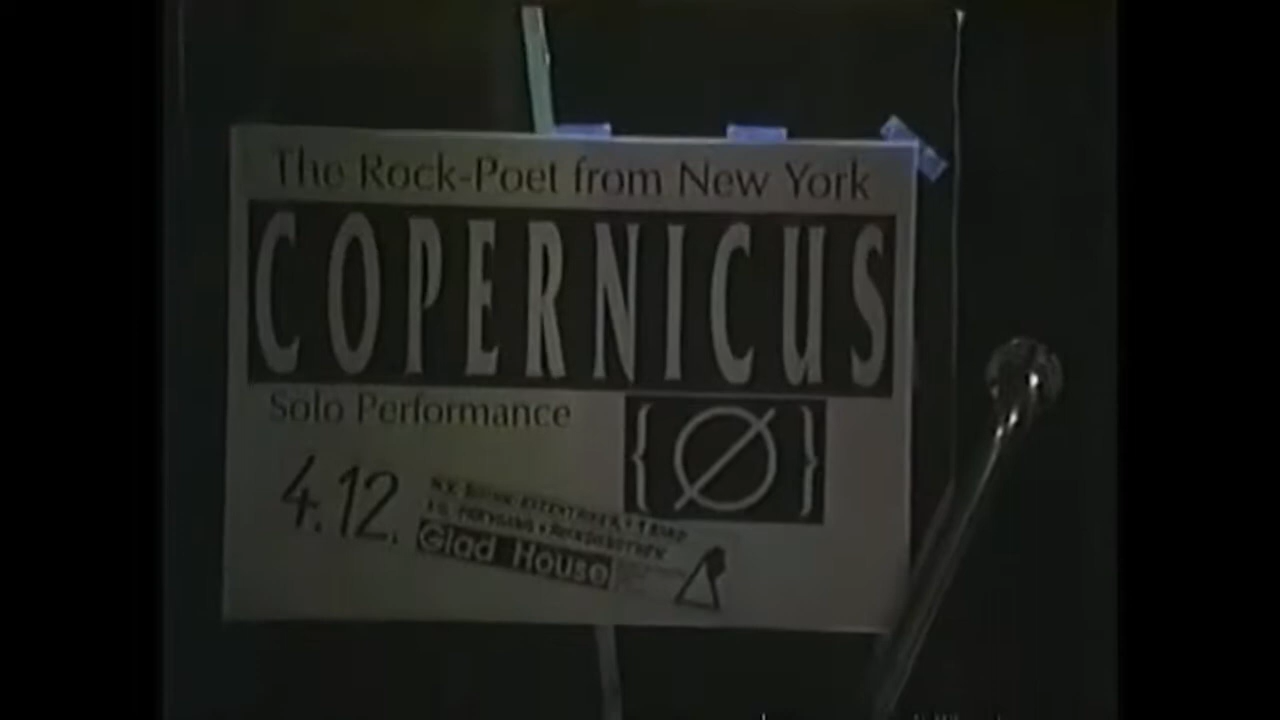 The Rock-Poet from New York
COPERNICUS
Solo Performance
{Ø}
4.12.
Glad House